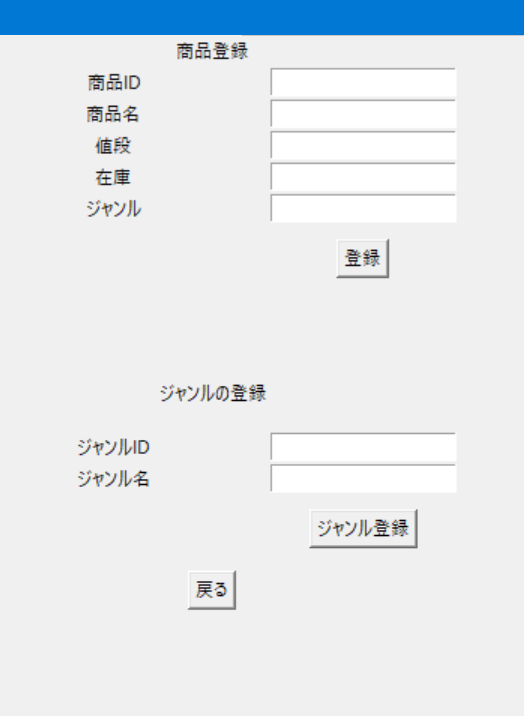 商品登録
商品ID
商品名
値段
在庫
ジャンル
登録
ジャンルの登録
ジャンルID
ジャンル名
ジャンル登録
戻る